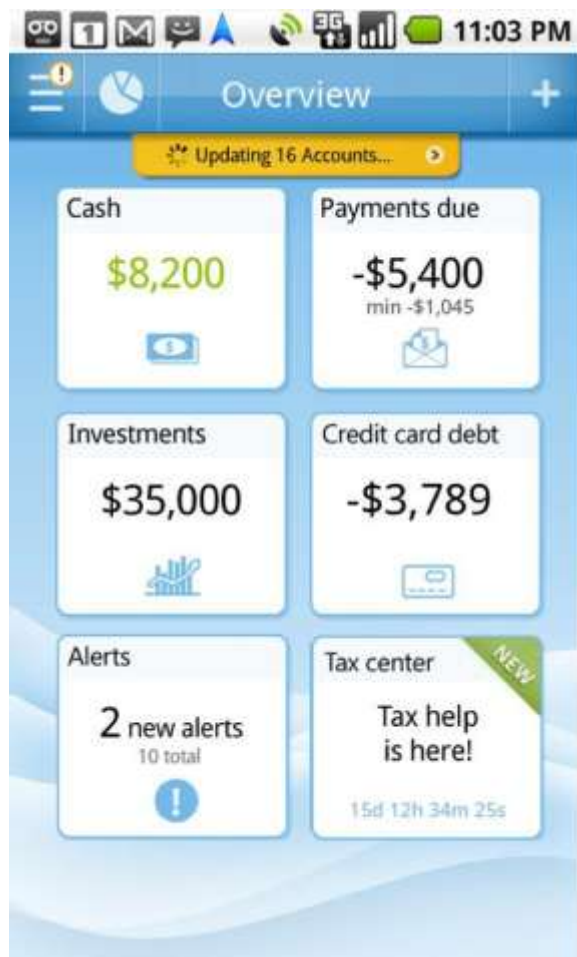 1 3G 11:03 PM
! Overview +
Updating 16 Accounts...
Cash
$8,200
Payments due
-$5,400
min -$1,045
Investments
$35,000
Credit card debt
-$3,789
Alerts
2 new alerts
10 total
!
Tax center
NEW
Tax help
is here!
15d 12h 34m 25s